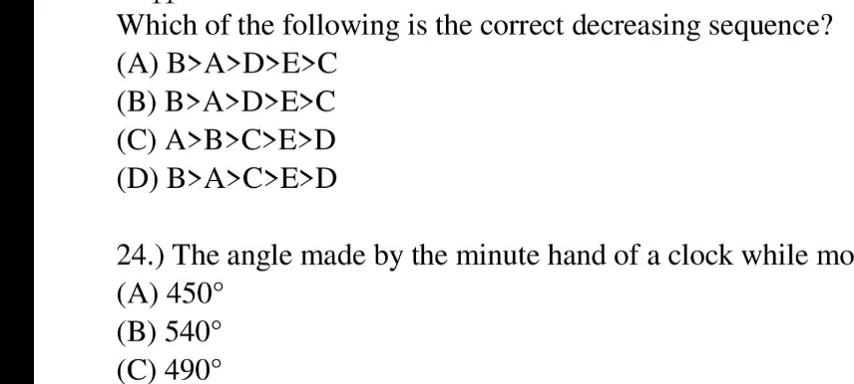 Which of the following is the correct decreasing sequence?
(A) B>A>D>E>C
(B) B>A>D>E>C
(C) A>B>C>E>D
(D) B>A>C>E>D
24.) The angle made by the minute hand of a clock while mo
(A) 450°
(B) 540°
(C) 490°